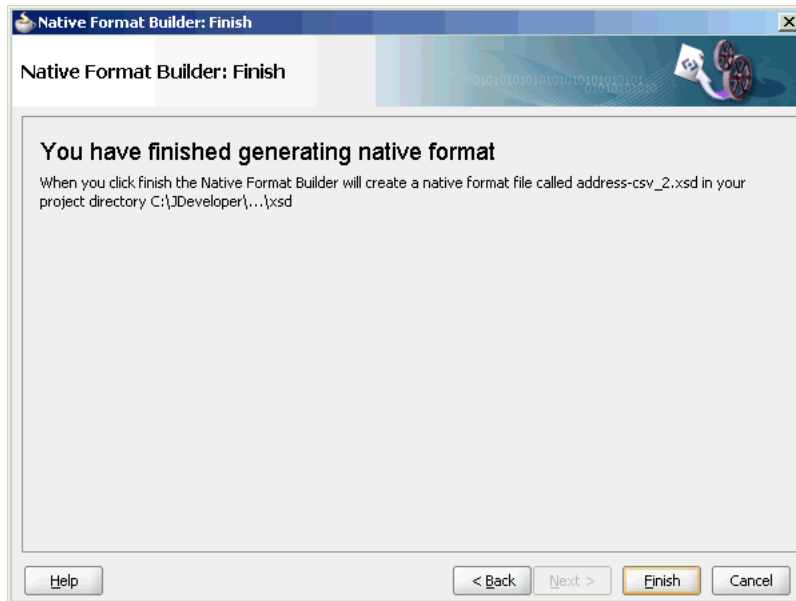 Native Format Builder: Finish
Native Format Builder: Finish
You have finished generating native format
When you click finish the Native Format Builder will create a native format file called address-csv_2.xsd in your
project directory C:\JDeveloper\...\xsd
Help
< Back
Next >
Finish
Cancel